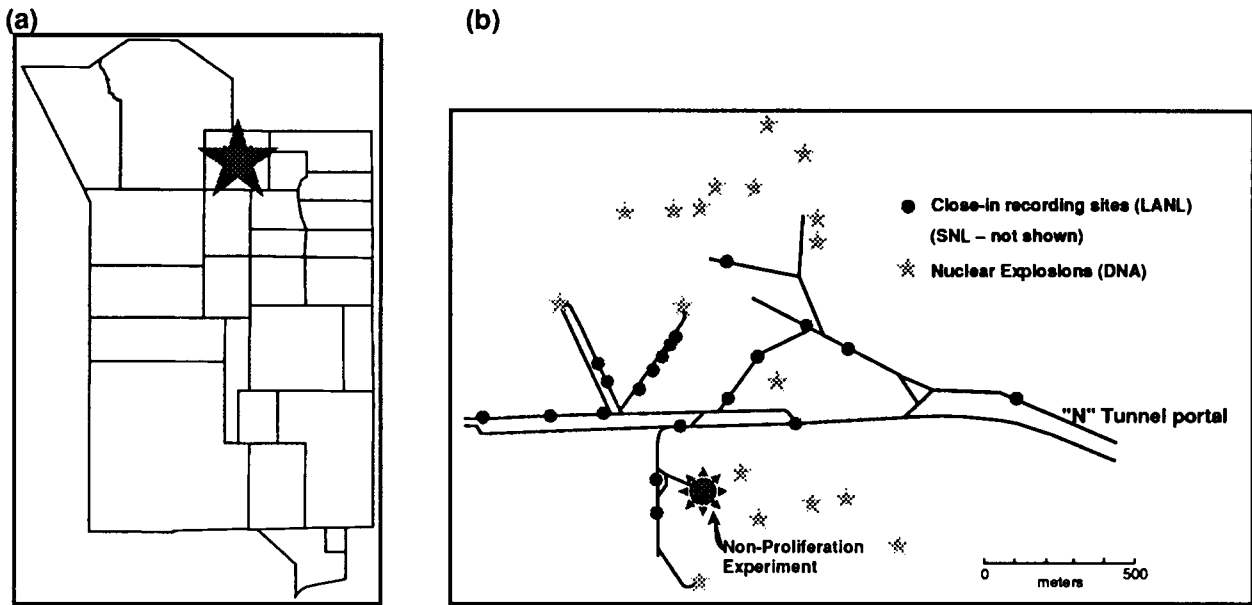 (a)
(b)
Close-in recording sites (LANL)
(SNL – not shown)
Nuclear Explosions (DNA)
"N" Tunnel portal
Non-Proliferation
Experiment
0 500
meters